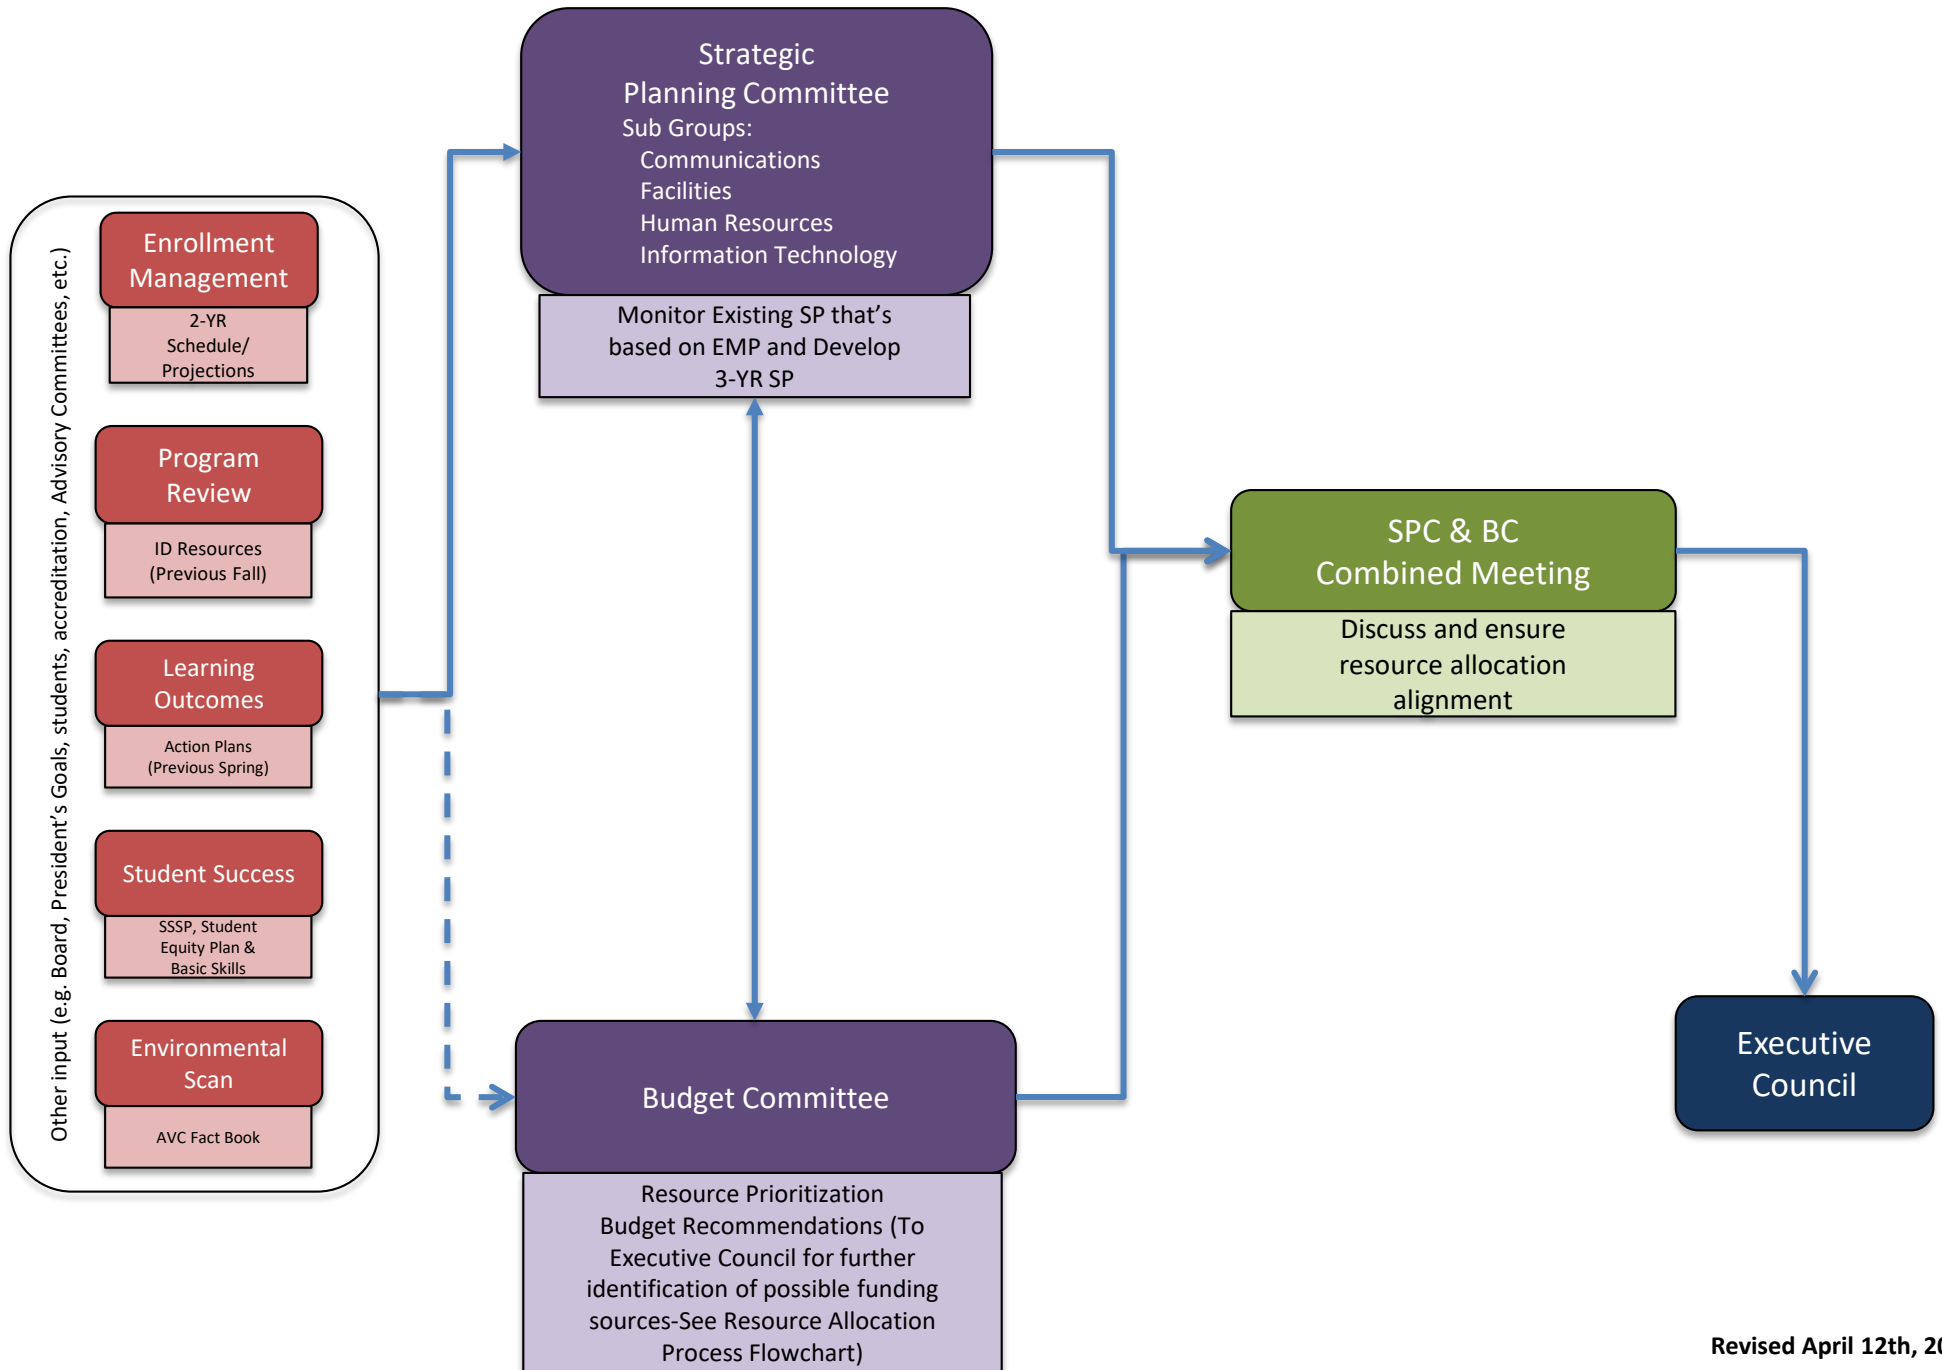 Other input (e.g. Board, President's Goals, students, accreditation, Advisory Committees, etc.)
Enrollment
Management
2-YR
Schedule/
Projections
Program
Review
ID Resources
(Previous Fall)
Learning
Outcomes
Action Plans
(Previous Spring)
Student Success
SSSP, Student
Equity Plan &
Basic Skills
Environmental
Scan
AVC Fact Book
Strategic
Planning Committee
Sub Groups:
Communications
Facilities
Human Resources
Information Technology
Monitor Existing SP that's
based on EMP and Develop
3-YR SP
Budget Committee
Resource Prioritization
Budget Recommendations (To
Executive Council for further
identification of possible funding
sources-See Resource Allocation
Process Flowchart)
SPC & BC
Combined Meeting
Discuss and ensure
resource allocation
alignment
Executive
Council
Revised April 12th,